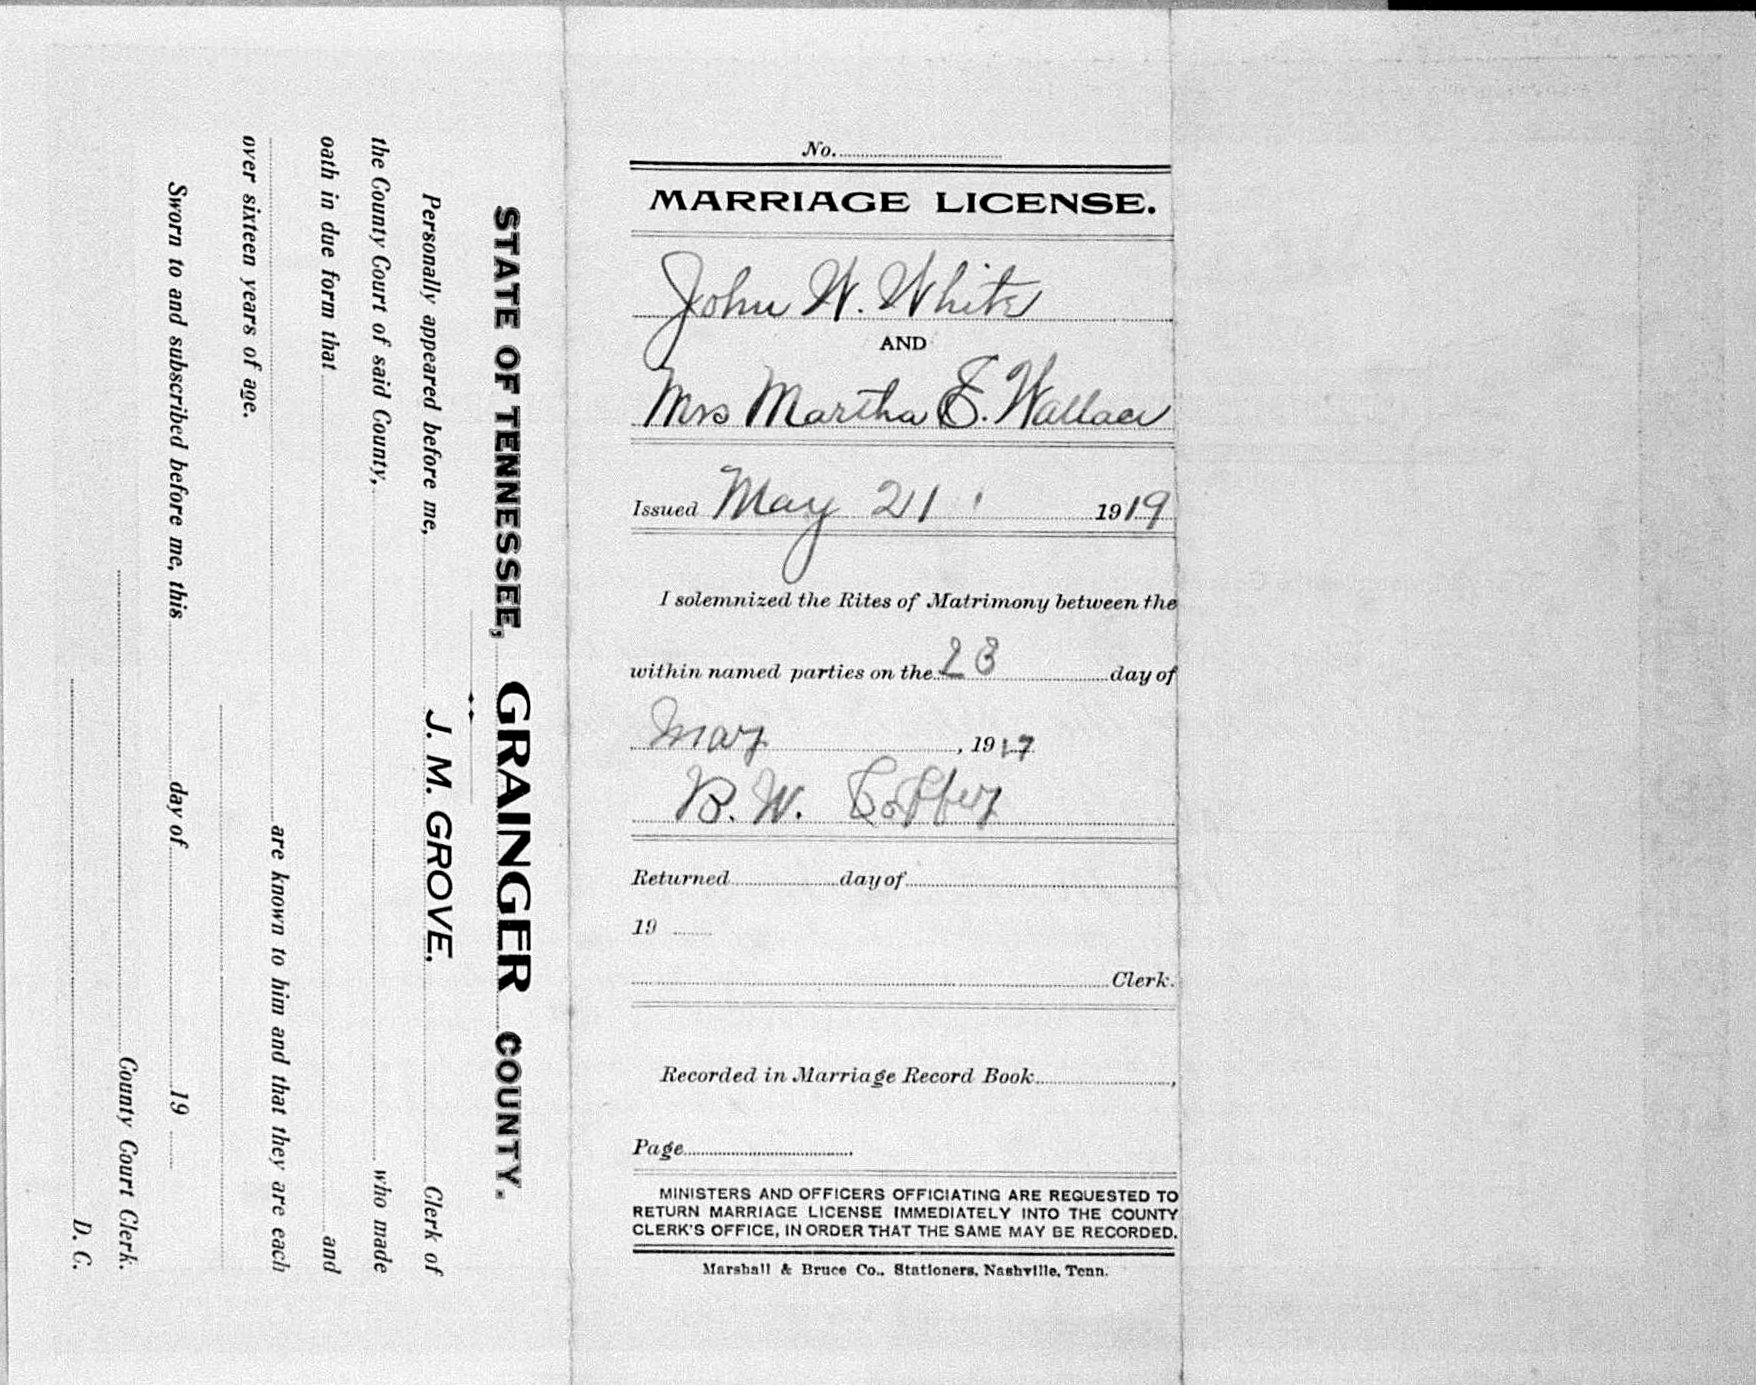 STATE OF TENNESSEE, GRAINGER COUNTY.
Personally appeared before me, J. M. GROVE, Clerk of
the County Court of said County, who made
oath in due form that and
are known to him and that they are each
over sixteen years of age.
Sworn to and subscribed before me, this day of 19
County Court Clerk.
D. C.
No.
MARRIAGE LICENSE.
John W. White
AND
Mrs Martha E. Wallace
Issued May 21 1919
I solemnized the Rites of Matrimony between the
within named parties on the 23 day of
May, 1917
B. W.
Returned day of
19
Clerk.
Recorded in Marriage Record Book,
Page.
MINISTERS AND OFFICERS OFFICIATING ARE REQUESTED TO
RETURN MARRIAGE LICENSE IMMEDIATELY INTO THE COUNTY
CLERK'S OFFICE, IN ORDER THAT THE SAME MAY BE RECORDED.
Marshall & Bruce Co., Stationers, Nashville, Tenn.